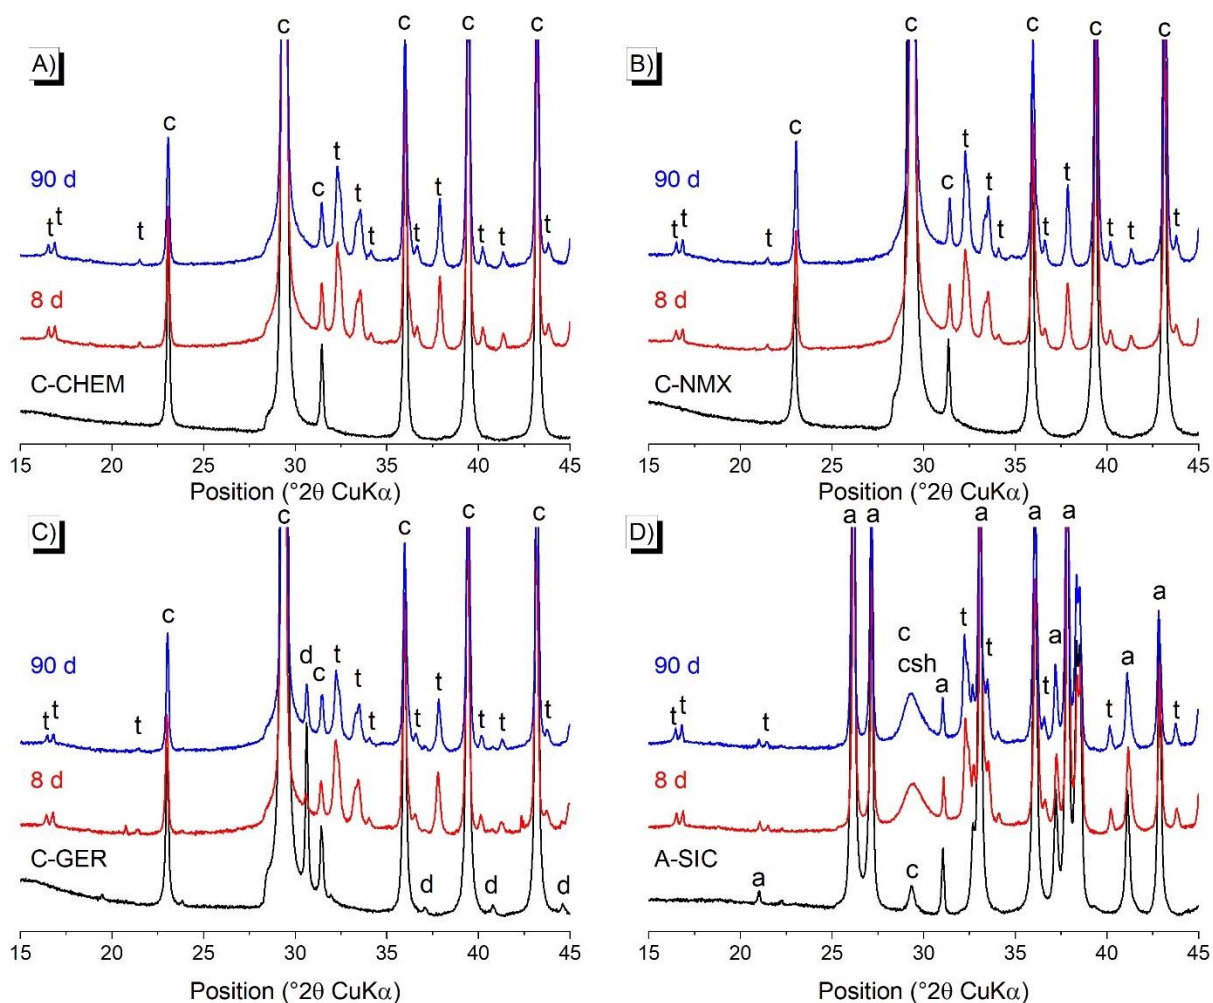 c c c c
A)
c
90 d
t
c
t
t t
t
t
t
t
t
t
t
8 d
C-CHEM
15 20 25 30 35 40 45
Position (°2θ CuKα)
c c c c
B)
c
90 d
t
c
t
t t
t
t
t
t
t
t
t
8 d
C-NMX
15 20 25 30 35 40 45
Position (°2θ CuKα)
c c c c
C)
c
90 d
d
c
t
t
t t
t
t
t
t
t
t
t
8 d
C-GER
d d d
15 20 25 30 35 40 45
Position (°2θ CuKα)
a a a a a
D)
90 d
c
csh
t
t
a
a
a
a
t t
t
t
t
t
8 d
A-SIC
a
c
15 20 25 30 35 40 45
Position (°2θ CuKα)